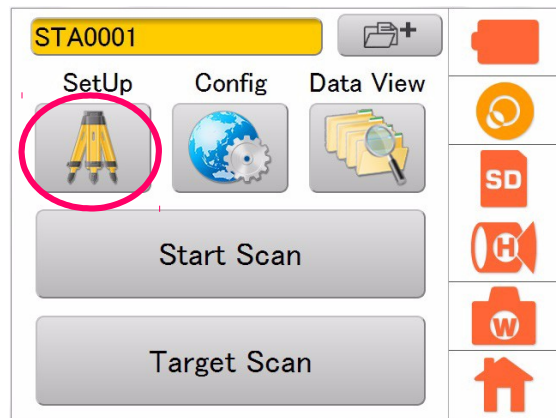 STA0001
SetUp Config Data View
Start Scan
Target Scan
SD
H
W